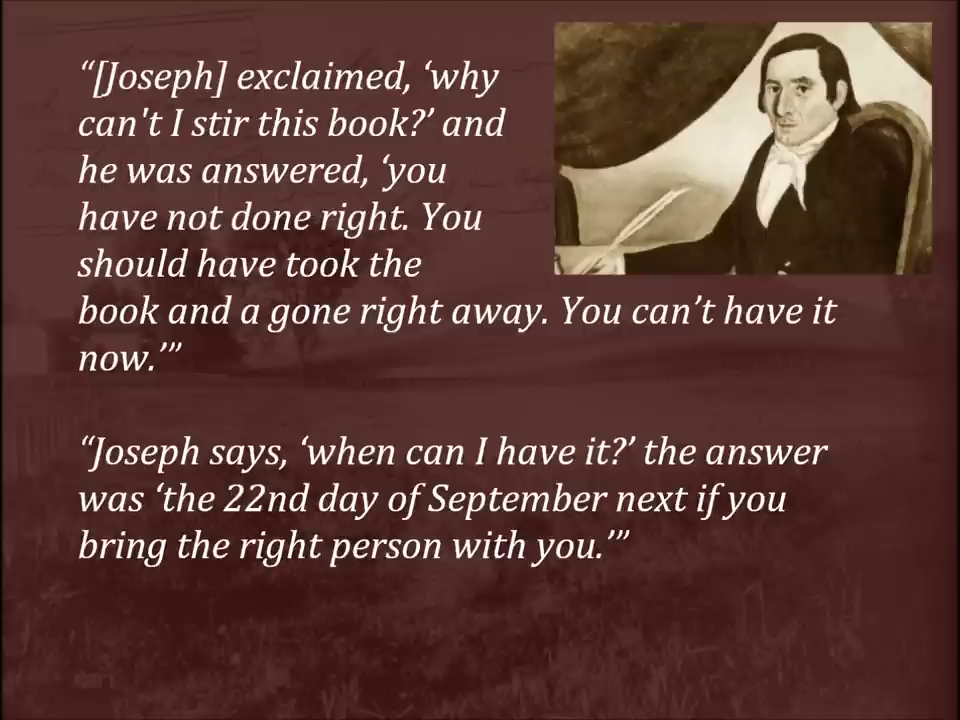 “[Joseph] exclaimed, ‘why
can't I stir this book?’ and
he was answered, ‘you
have not done right. You
should have took the
book and a gone right away. You can’t have it
now.’”
“Joseph says, ‘when can I have it?’ the answer
was ‘the 22nd day of September next if you
bring the right person with you.’”